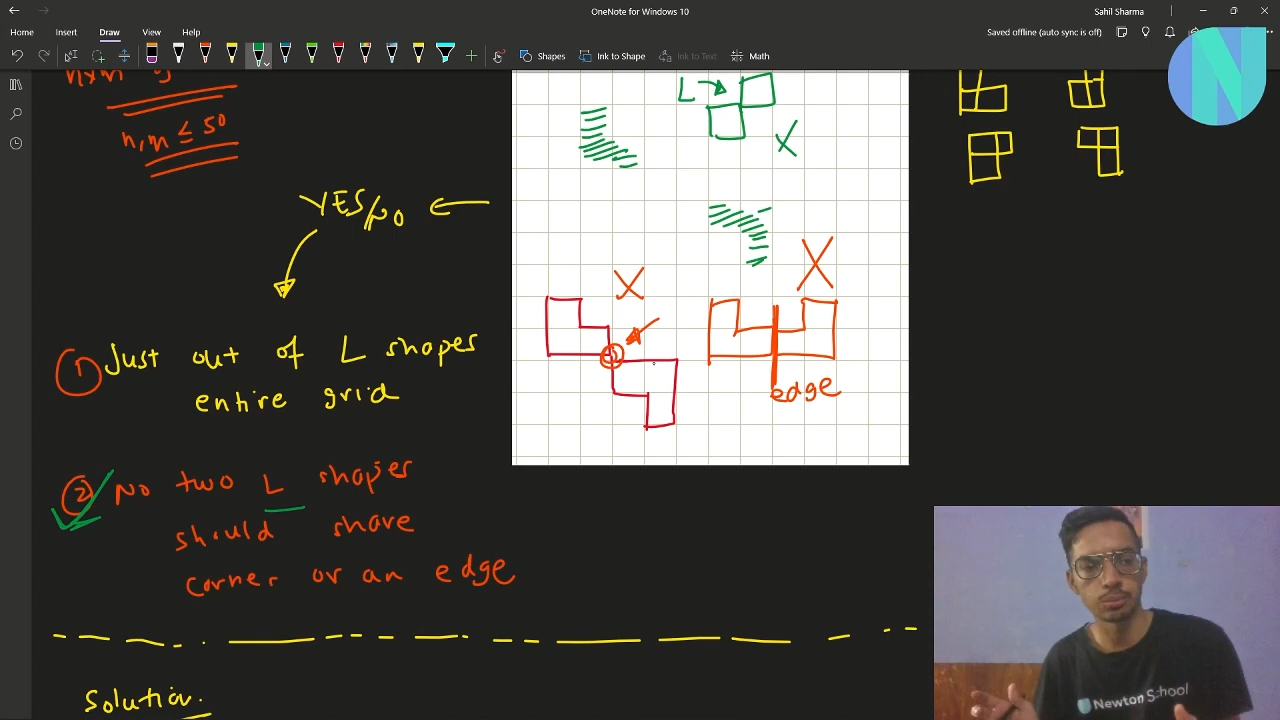 OneNote for Windows 10
Sahil Sharma
Home Insert Draw View Help
Saved offline (auto sync is off)
Shapes Ink to Shape Ink to Text Math
n,m ≤ 50
YES/NO
L
X
X
X
edge
① Just out of L shapes
entire grid
② No two L shapes
should share
corner or an edge
Solution.
Newton School
N